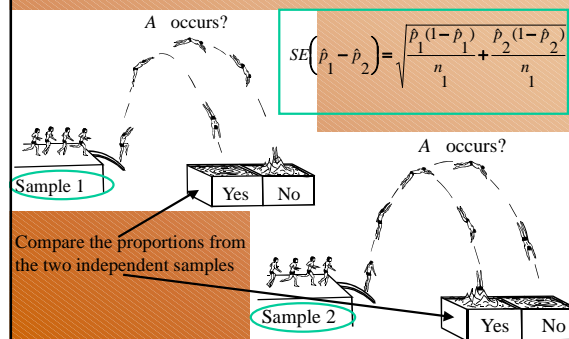 A occurs?
SE(p̂₁ − p̂₂) = √(p̂₁(1−p̂₁)/n₁ + p̂₂(1−p̂₂)/n₁)
Sample 1
Yes No
A occurs?
Compare the proportions from
the two independent samples
Sample 2
Yes No